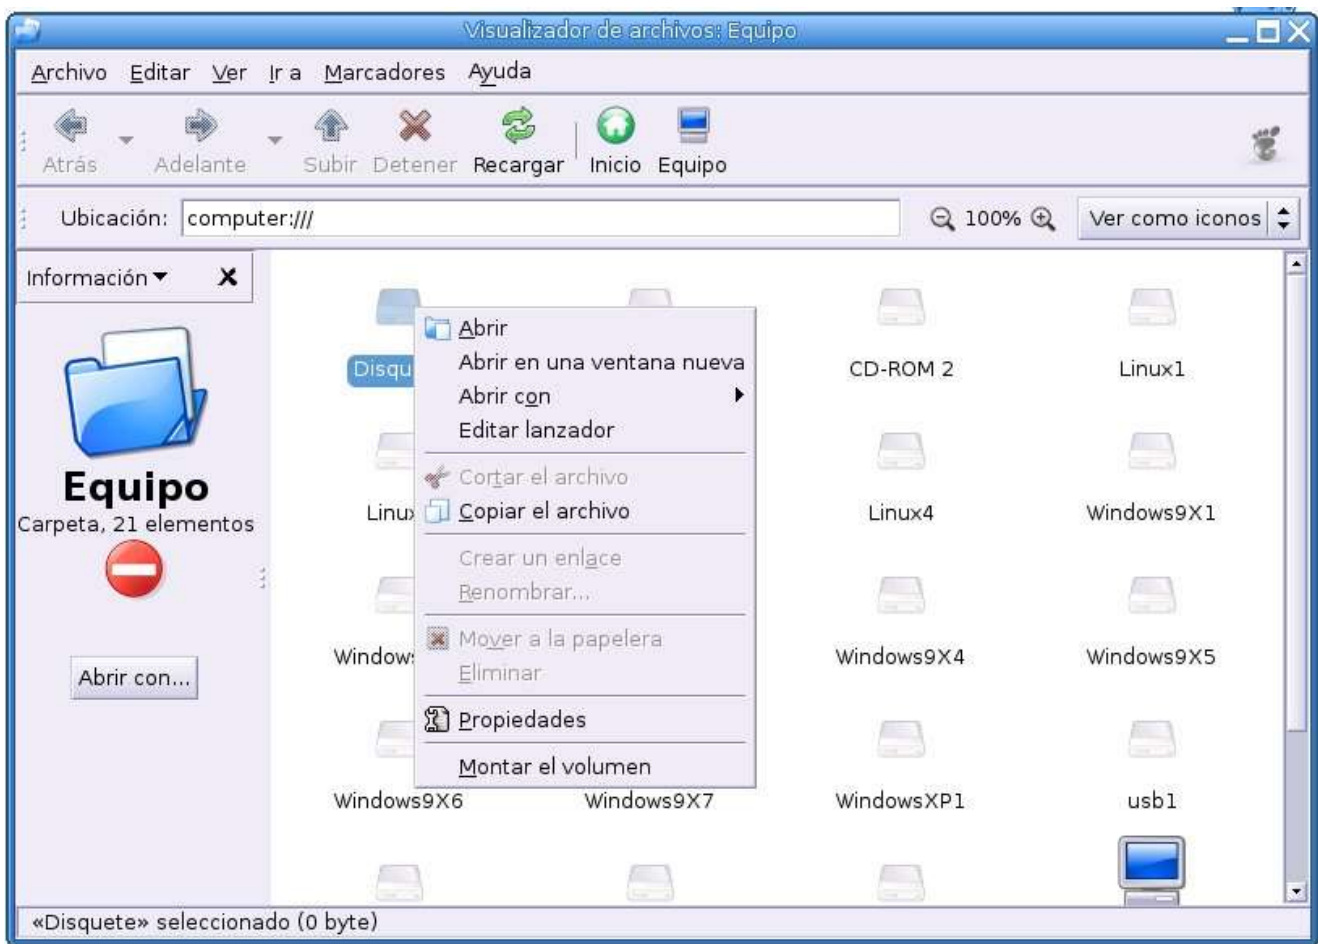 Visualizador de archivos: Equipo
Archivo Editar Ver Ir a Marcadores Ayuda
Atrás Adelante Subir Detener Recargar Inicio Equipo
Ubicación: computer:/// 100% Ver como iconos
Información
Equipo
Carpeta, 21 elementos
Abrir con...
Disqu
CD-ROM 2
Linux1
Linux
Linux4
Windows9X1
Window
Windows9X4
Windows9X5
Windows9X6
Windows9X7
WindowsXP1
usb1
Abrir
Abrir en una ventana nueva
Abrir con
Editar lanzador
Cortar el archivo
Copiar el archivo
Crear un enlace
Renombrar...
Mover a la papelera
Eliminar
Propiedades
Montar el volumen
«Disquete» seleccionado (0 byte)